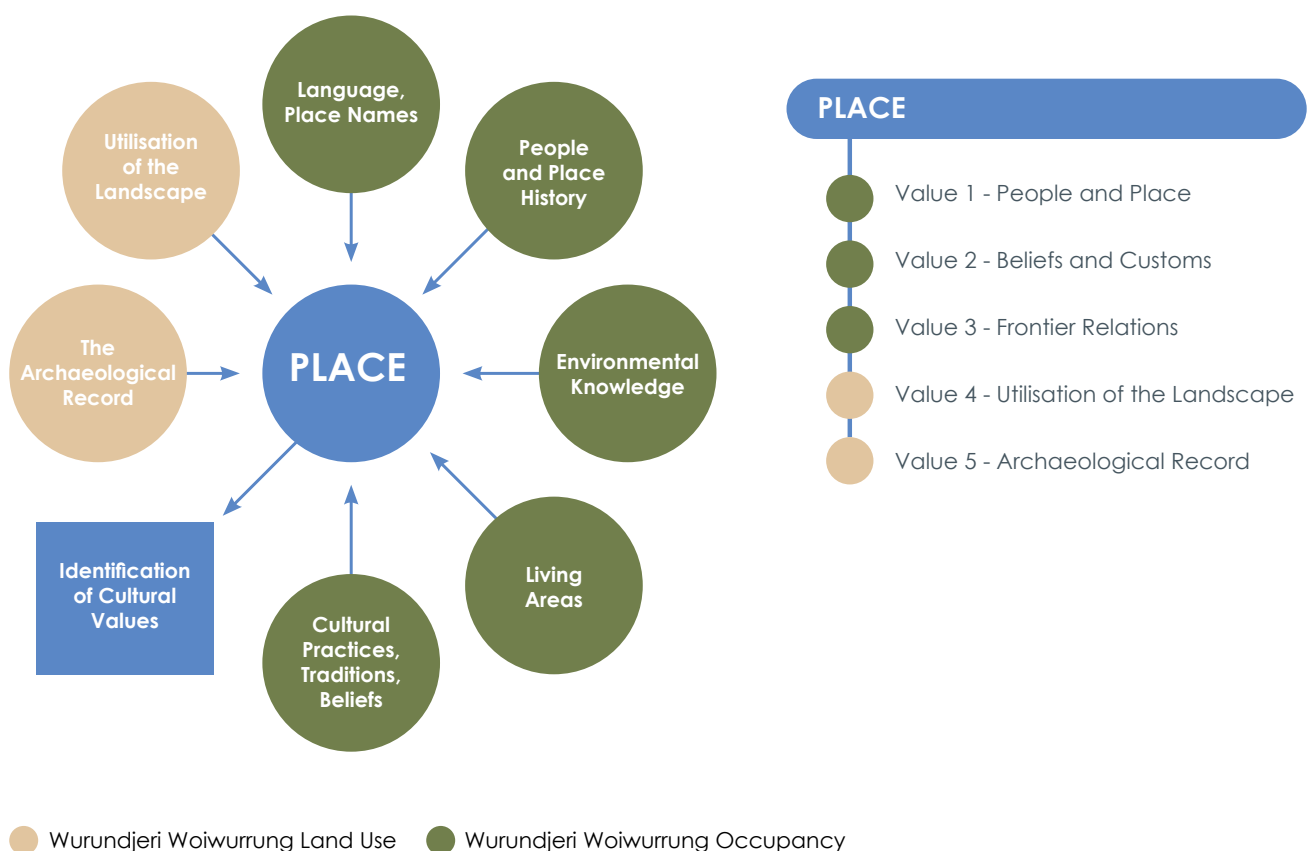 Language,
Place Names
Utilisation
of the
Landscape
People
and Place
History
The
Archaeological
Record
PLACE
Environmental
Knowledge
Identification
of Cultural
Values
Living
Areas
Cultural
Practices,
Traditions,
Beliefs
PLACE
Value 1 - People and Place
Value 2 - Beliefs and Customs
Value 3 - Frontier Relations
Value 4 - Utilisation of the Landscape
Value 5 - Archaeological Record
Wurundjeri Woiwurrung Land Use
Wurundjeri Woiwurrung Occupancy